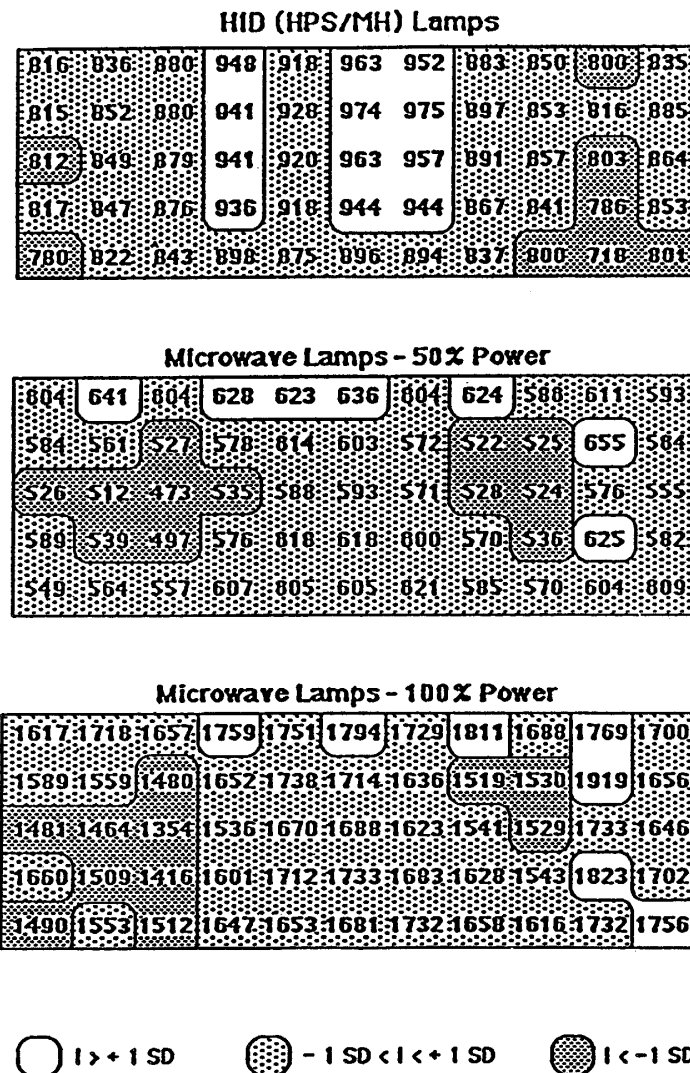 HID (HPS/MH) Lamps
816 836 880 948 918 963 952 883 850 800 835
815 852 880 941 928 974 975 897 853 816 885
812 849 879 941 920 963 957 891 857 803 864
817 847 876 936 918 944 944 867 841 786 853
780 822 843 898 875 896 894 837 800 718 801
Microwave Lamps - 50% Power
604 641 604 628 623 636 604 624 588 611 593
584 561 527 578 614 603 572 522 525 655 584
526 512 473 535 588 593 571 528 524 576 555
589 539 497 576 618 618 600 570 536 625 582
549 564 557 607 605 605 621 585 570 604 609
Microwave Lamps - 100% Power
1617 1718 1657 1759 1751 1794 1729 1811 1688 1769 1700
1589 1559 1480 1652 1738 1714 1636 1519 1530 1919 1656
1481 1464 1354 1536 1670 1688 1623 1541 1529 1733 1646
1660 1509 1416 1601 1712 1733 1683 1628 1543 1823 1702
1490 1553 1512 1647 1653 1681 1732 1658 1616 1732 1756
I > + 1 SD - 1 SD < I < + 1 SD I < -1 SD